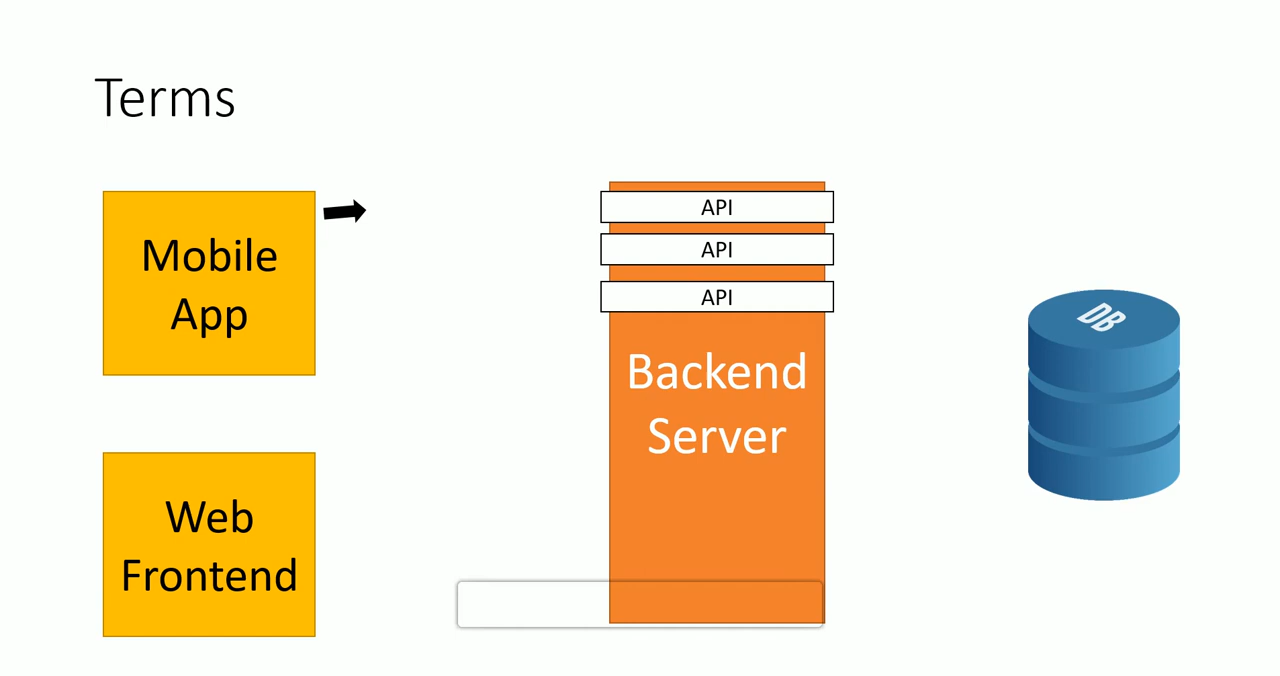 Terms
Mobile
App
API
API
API
Backend
Server
DB
Web
Frontend